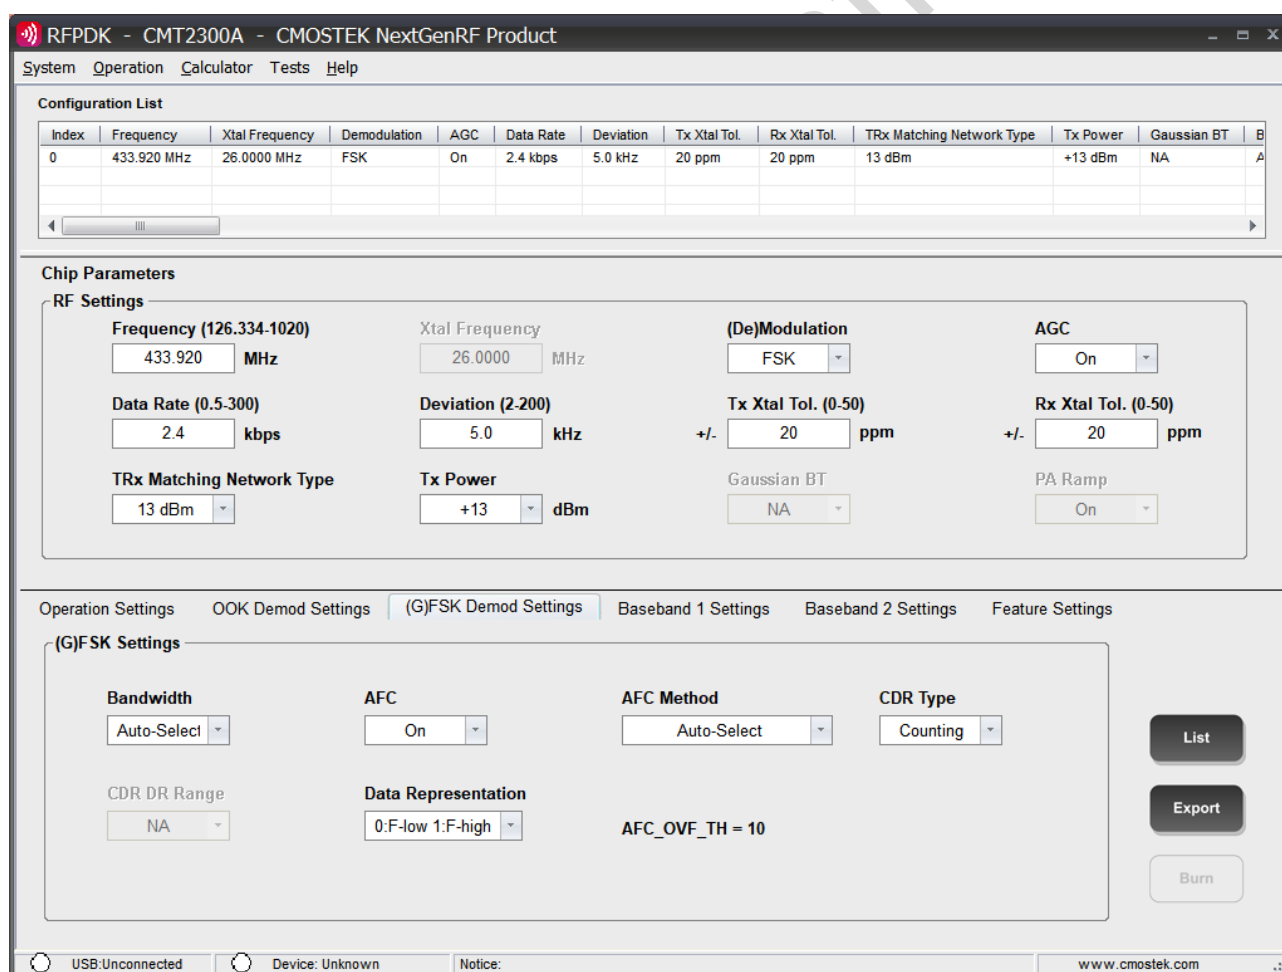 RFPDK - CMT2300A - CMOSTEK NextGenRF Product
System Operation Calculator Tests Help
Configuration List
Index Frequency Xtal Frequency Demodulation AGC Data Rate Deviation Tx Xtal Tol. Rx Xtal Tol. TRx Matching Network Type Tx Power Gaussian BT
0 433.920 MHz 26.0000 MHz FSK On 2.4 kbps 5.0 kHz 20 ppm 20 ppm 13 dBm +13 dBm NA
Chip Parameters
RF Settings
Frequency (126.334-1020) Xtal Frequency (De)Modulation AGC
433.920 MHz 26.0000 MHz FSK On
Data Rate (0.5-300) Deviation (2-200) Tx Xtal Tol. (0-50) Rx Xtal Tol. (0-50)
2.4 kbps 5.0 kHz +/- 20 ppm +/- 20 ppm
TRx Matching Network Type Tx Power Gaussian BT PA Ramp
13 dBm +13 dBm NA On
Operation Settings OOK Demod Settings (G)FSK Demod Settings Baseband 1 Settings Baseband 2 Settings Feature Settings
(G)FSK Settings
Bandwidth AFC AFC Method CDR Type
Auto-Select On Auto-Select Counting
List
CDR DR Range Data Representation
NA 0:F-low 1:F-high AFC_OVF_TH = 10
Export
Burn
USB:Unconnected Device: Unknown Notice: www.cmostek.com